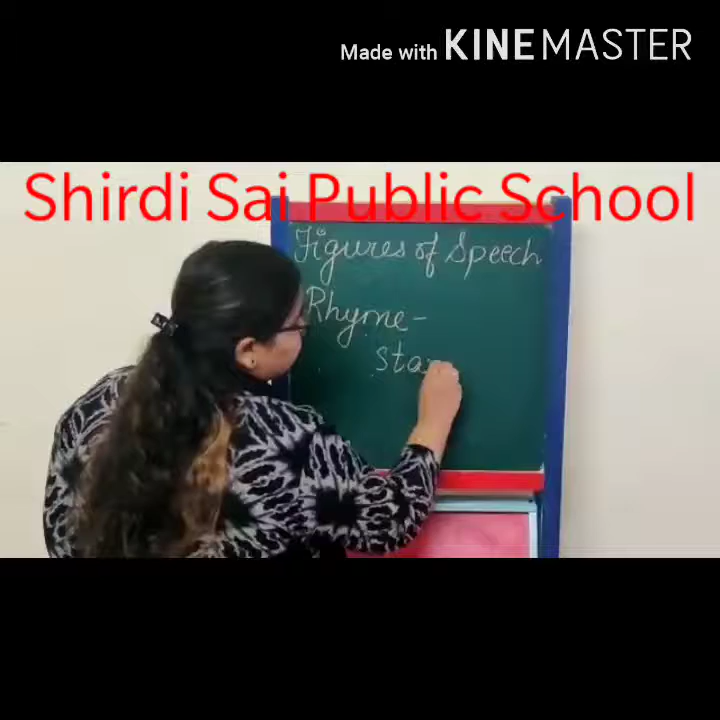 Made with KINEMASTER
Shirdi Sai Public School
Figures of Speech
Rhyme-